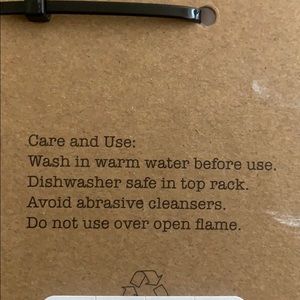 Care and Use:
Wash in warm water before use.
Dishwasher safe in top rack.
Avoid abrasive cleansers.
Do not use over open flame.